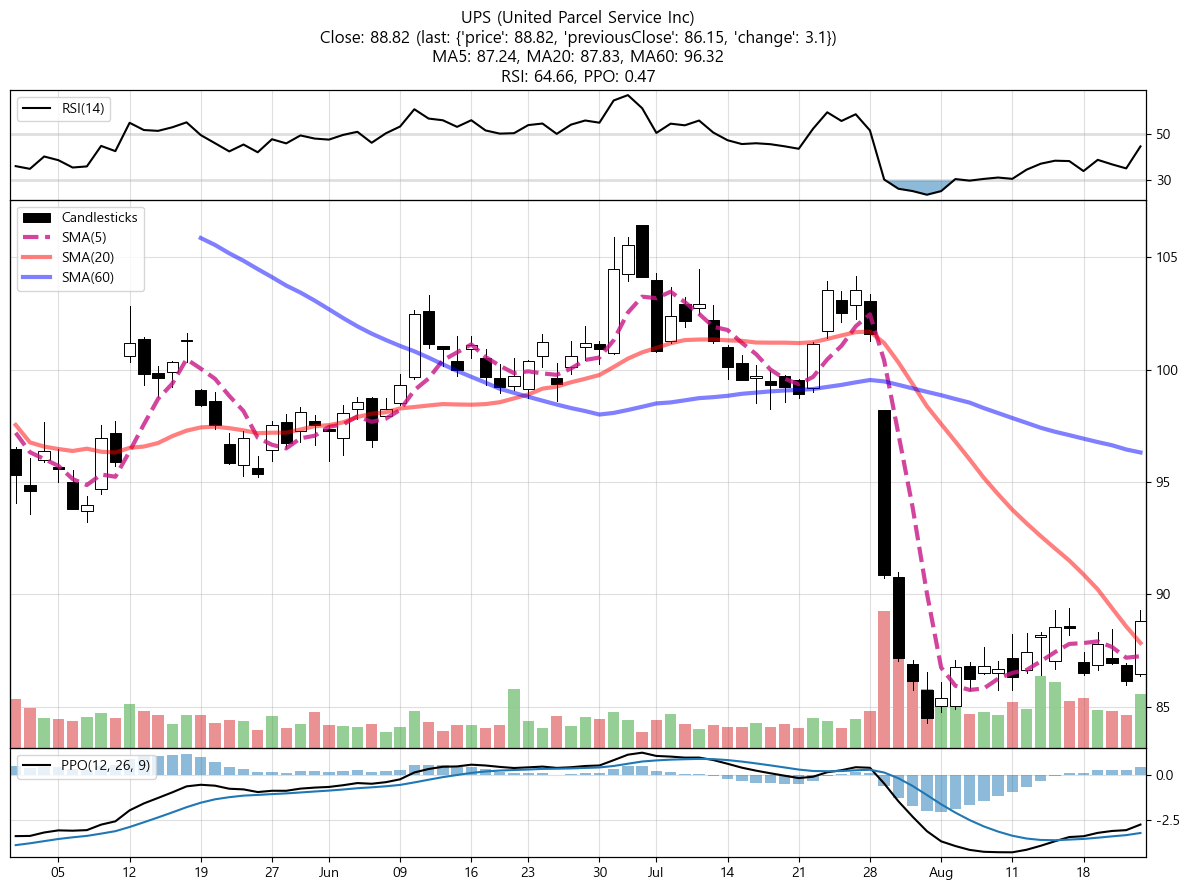 UPS (United Parcel Service Inc)
Close: 88.82 (last: {'price': 88.82, 'previousClose': 86.15, 'change': 3.1})
MA5: 87.24, MA20: 87.83, MA60: 96.32
RSI: 64.66, PPO: 0.47
RSI(14)
50
30
Candlesticks
SMA(5)
SMA(20)
SMA(60)
105
100
95
90
85
PPO(12, 26, 9)
0.0
−2.5
05 12 19 27 Jun 09 16 23 30 Jul 14 21 28 Aug 11 18